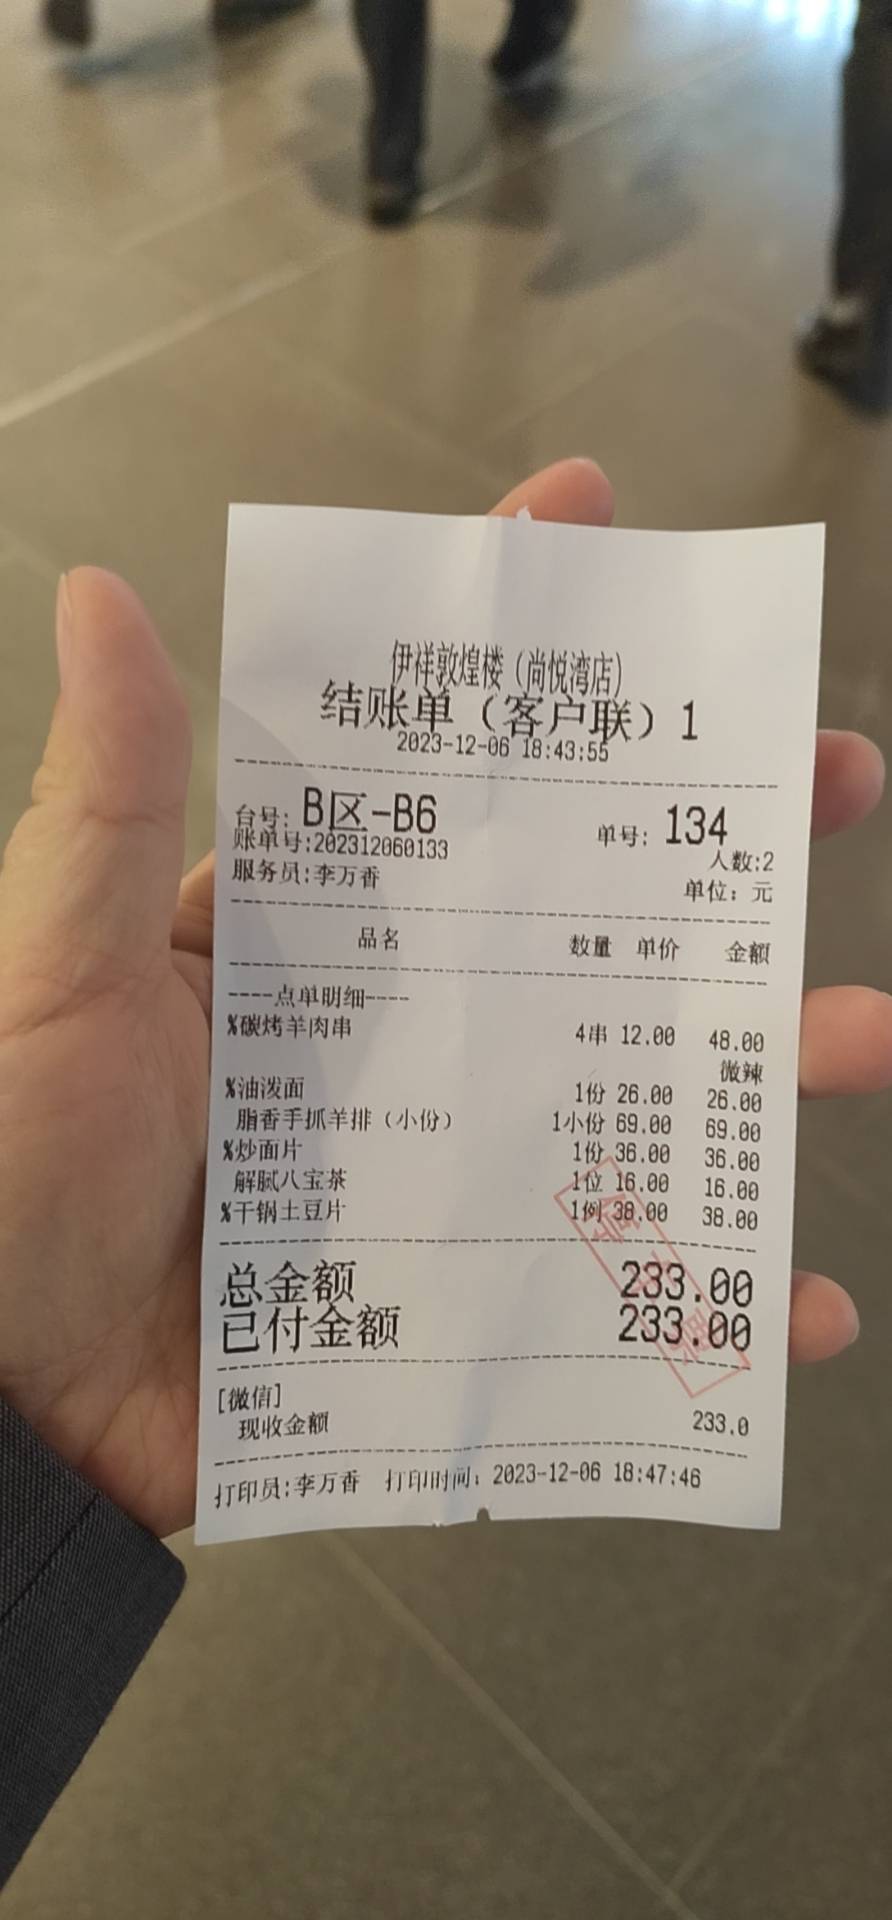 伊祥敦煌楼（尚悦湾店）
结账单（客户联）1
2023-12-06 18:43:55
台号: B区-B6 单号: 134
账单号:202312060133 人数:2
服务员:李万香 单位: 元
品名 数量 单价 金额
----点单明细----
%碳烤羊肉串 4串 12.00 48.00
微辣
%油泼面 1份 26.00 26.00
脂香手抓羊排（小份） 1小份 69.00 69.00
%炒面片 1份 36.00 36.00
解腻八宝茶 1位 16.00 16.00
%干锅土豆片 1例 38.00 38.00
总金额 233.00
已付金额 233.00
[微信]
现收金额 233.0
打印员:李万香 打印时间: 2023-12-06 18:47:46